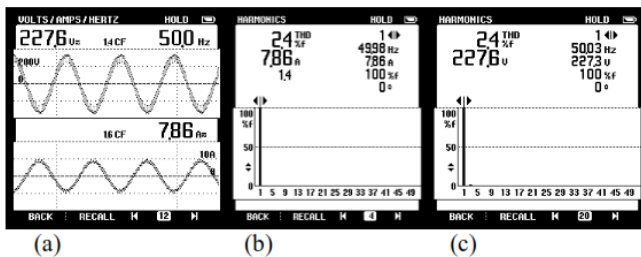 VOLTS/AMPS/HERTZ HOLD
227.6 V≂ 1.4 CF 50.0 Hz
200V
0
1.6 CF 7.86 A≂
10A
0
BACK RECALL 12
(a)
HARMONICS HOLD
2.4 THD %f 1
49.98 Hz
7.86 A 7.86 A
1.4 100 %f
0°
100
%f
50
0
1 5 9 13 17 21 25 29 33 37 41 45 49
BACK RECALL 4
(b)
HARMONICS HOLD
2.4 THD %f 1
50.03 Hz
227.6 V 227.3 V
100 %f
0°
100
%f
50
0
1 5 9 13 17 21 25 29 33 37 41 45 49
BACK RECALL 20
(c)